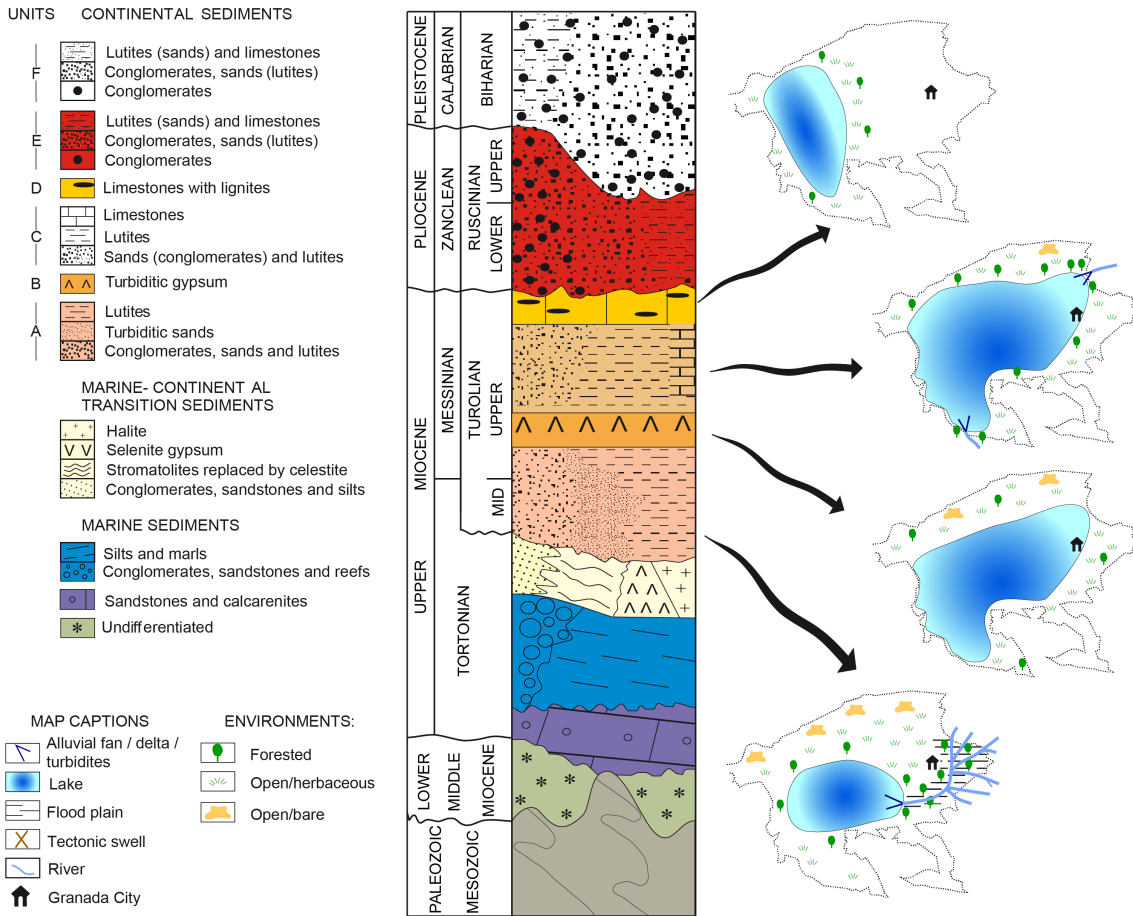 UNITS
CONTINENTAL SEDIMENTS
F
Lutites (sands) and limestones
Conglomerates, sands (lutites)
Conglomerates
E
Lutites (sands) and limestones
Conglomerates, sands (lutites)
Conglomerates
D
Limestones with lignites
C
Limestones
Lutites
Sands (conglomerates) and lutites
B
Turbiditic gypsum
A
Lutites
Turbiditic sands
Conglomerates, sands and lutites
MARINE- CONTINENT AL
TRANSITION SEDIMENTS
Halite
Selenite gypsum
Stromatolites replaced by celestite
Conglomerates, sandstones and silts
MARINE SEDIMENTS
Silts and marls
Conglomerates, sandstones and reefs
Sandstones and calcarenites
Undifferentiated
MAP CAPTIONS
Alluvial fan / delta /
turbidites
Lake
Flood plain
Tectonic swell
River
Granada City
ENVIRONMENTS:
Forested
Open/herbaceous
Open/bare
PLEISTOCENE
CALABRIAN
BIHARIAN
PLIOCENE
ZANCLEAN
RUSCINIAN
UPPER
LOWER
MIOCENE
UPPER
MESSINIAN
TUROLIAN
UPPER
MID
TORTONIAN
LOWER
MIDDLE
MIOCENE
PALEOZOIC
MESOZOIC